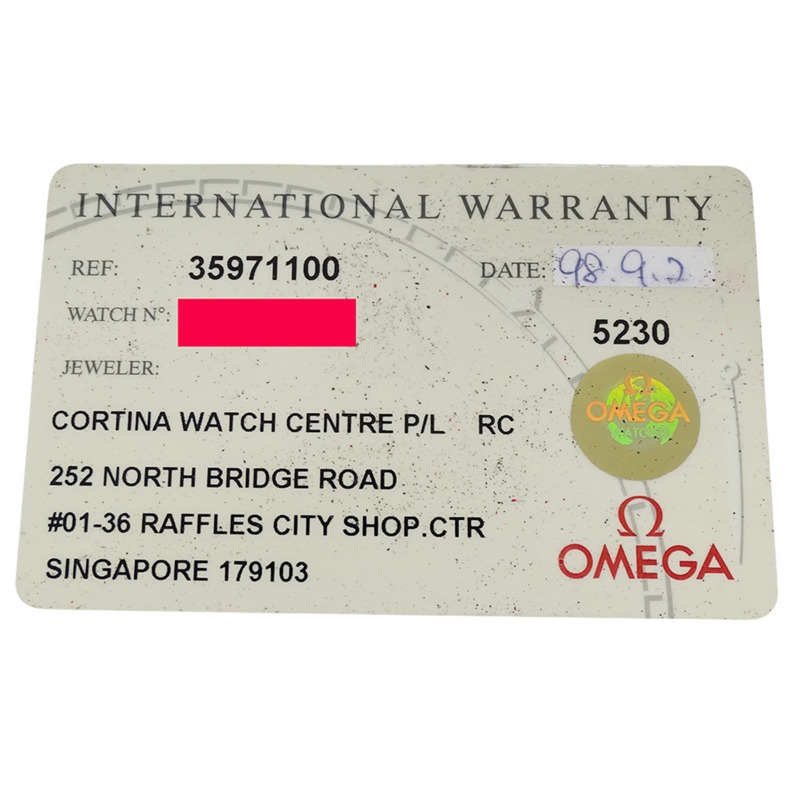 INTERNATIONAL WARRANTY
REF: 35971100 DATE: 98.9.2
WATCH N°:
5230
JEWELER:
CORTINA WATCH CENTRE P/L RC
252 NORTH BRIDGE ROAD
#01-36 RAFFLES CITY SHOP.CTR
SINGAPORE 179103
OMEGA
Ω
OMEGA